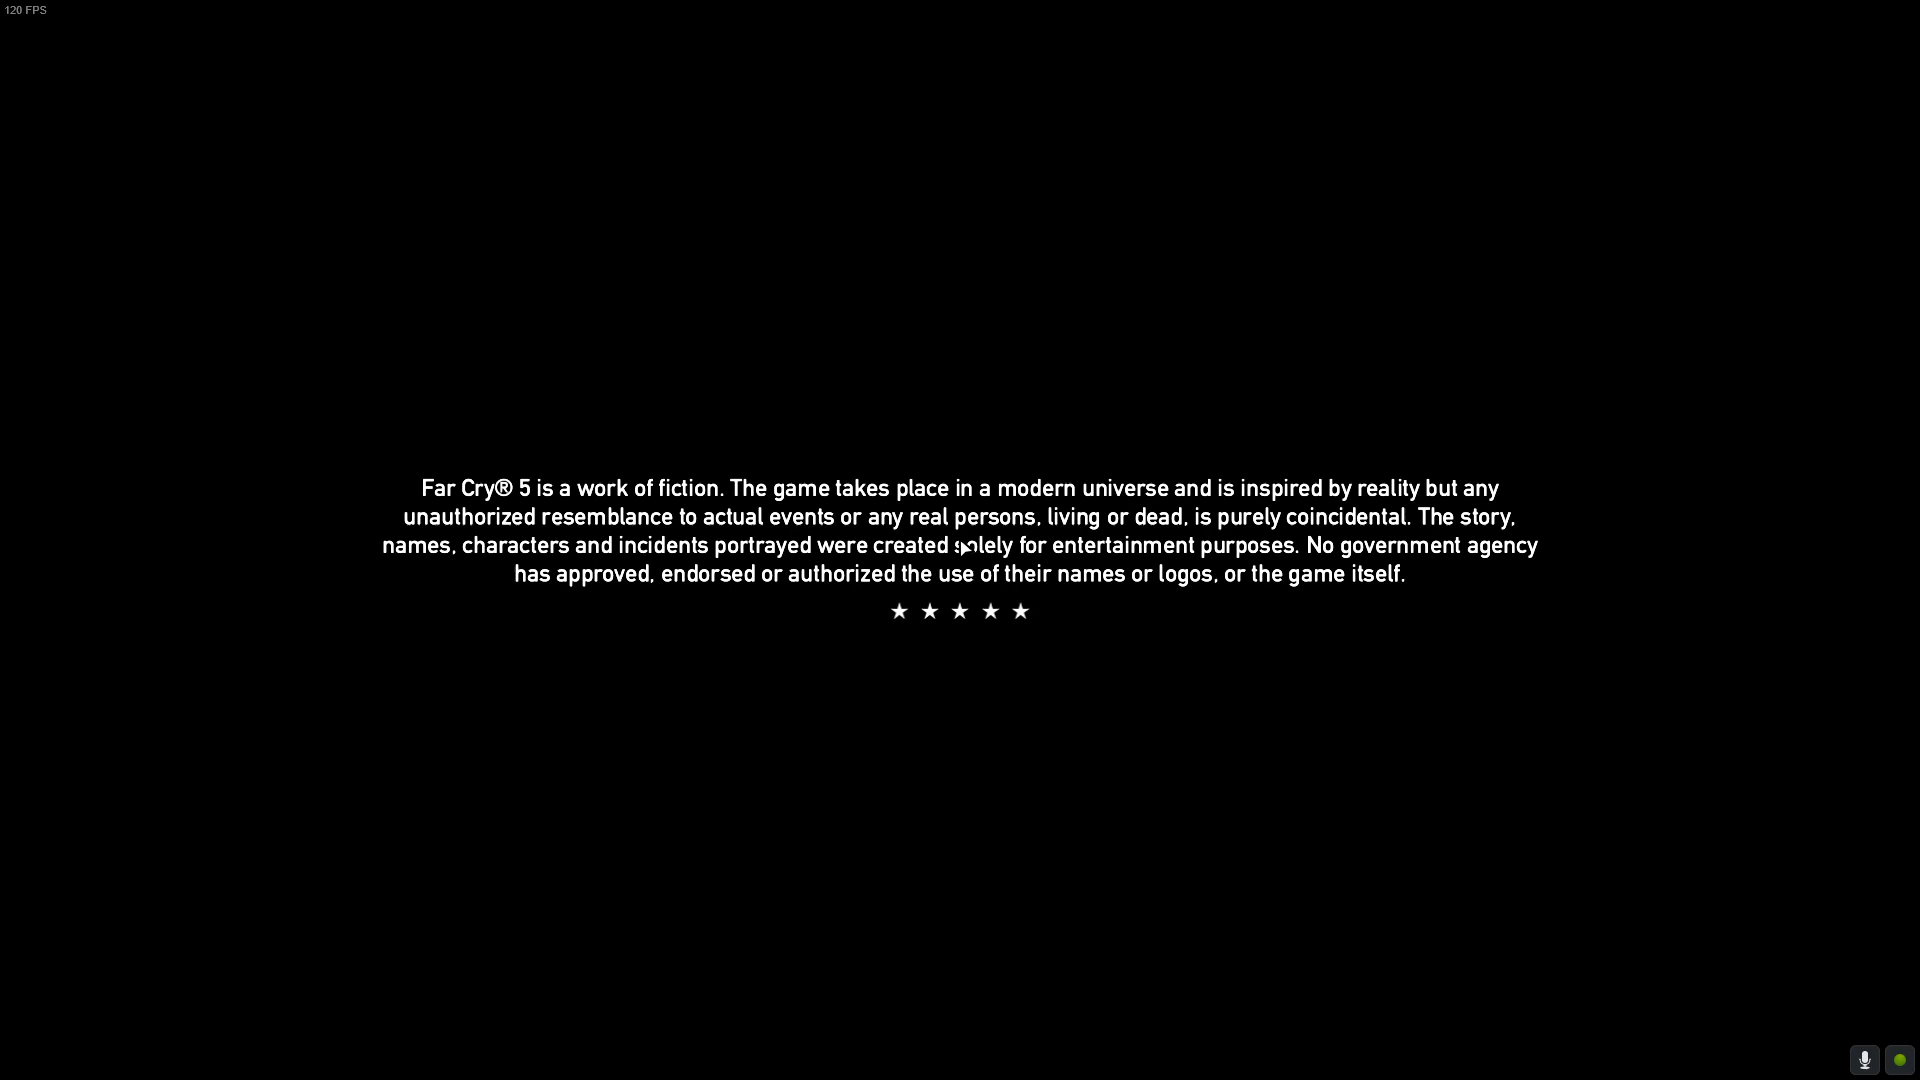 120 FPS
Far Cry® 5 is a work of fiction. The game takes place in a modern universe and is inspired by reality but any
unauthorized resemblance to actual events or any real persons, living or dead, is purely coincidental. The story,
names, characters and incidents portrayed were created solely for entertainment purposes. No government agency
has approved, endorsed or authorized the use of their names or logos, or the game itself.
★ ★ ★ ★ ★